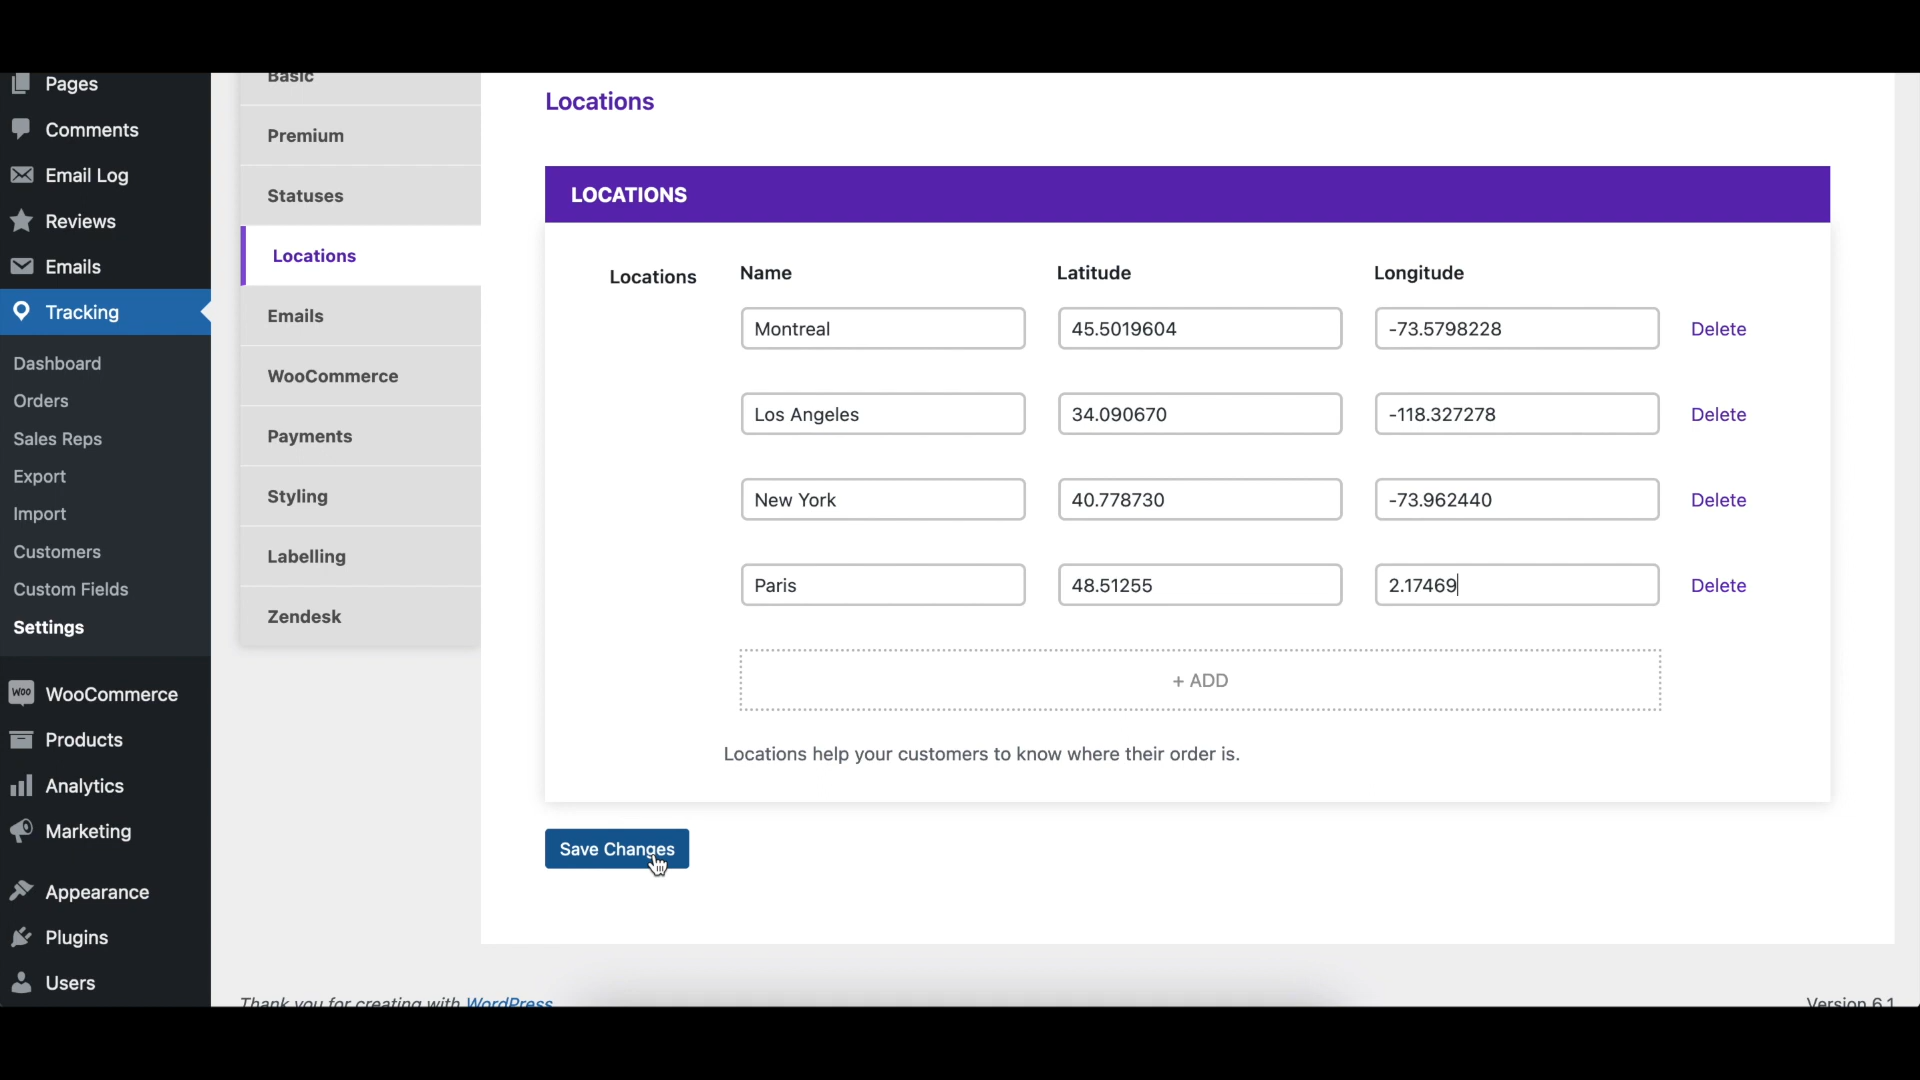 Pages
Comments
Email Log
Reviews
Emails
Tracking
Dashboard
Orders
Sales Reps
Export
Import
Customers
Custom Fields
Settings
WooCommerce
Products
Analytics
Marketing
Appearance
Plugins
Users
Basic
Premium
Statuses
Locations
Emails
WooCommerce
Payments
Styling
Labelling
Zendesk
Locations
LOCATIONS
Locations Name Latitude Longitude
Montreal 45.5019604 -73.5798228 Delete
Los Angeles 34.090670 -118.327278 Delete
New York 40.778730 -73.962440 Delete
Paris 48.51255 2.17469 Delete
+ ADD
Locations help your customers to know where their order is.
Save Changes
Thank you for creating with WordPress
Version 6.1